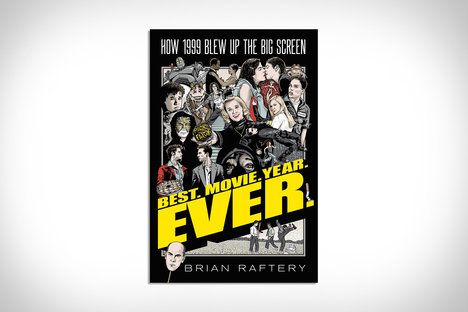 HOW 1999 BLEW UP THE BIG SCREEN
BEST. MOVIE. YEAR.
EVER.
BRIAN RAFTERY